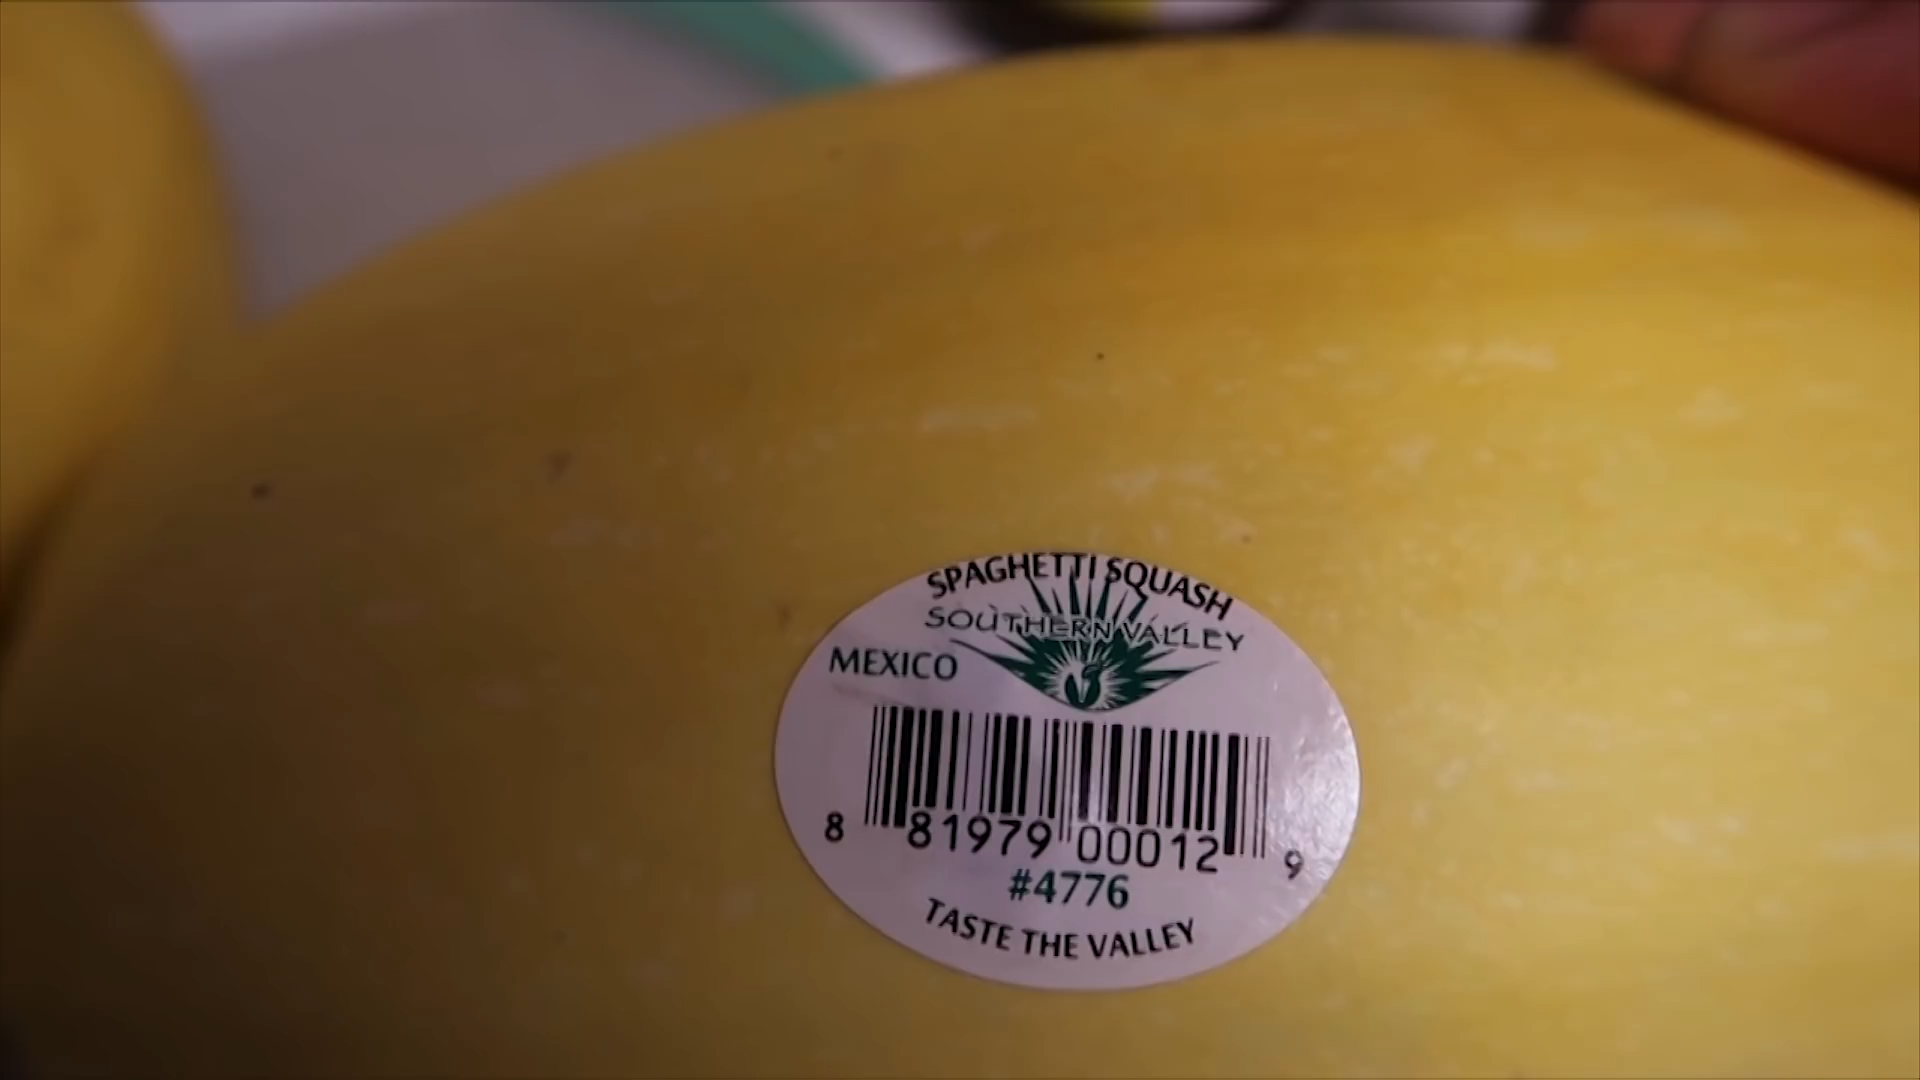 SPAGHETTI SQUASH
SOUTHERN VALLEY
MEXICO
8 81979 00012 9
#4776
TASTE THE VALLEY